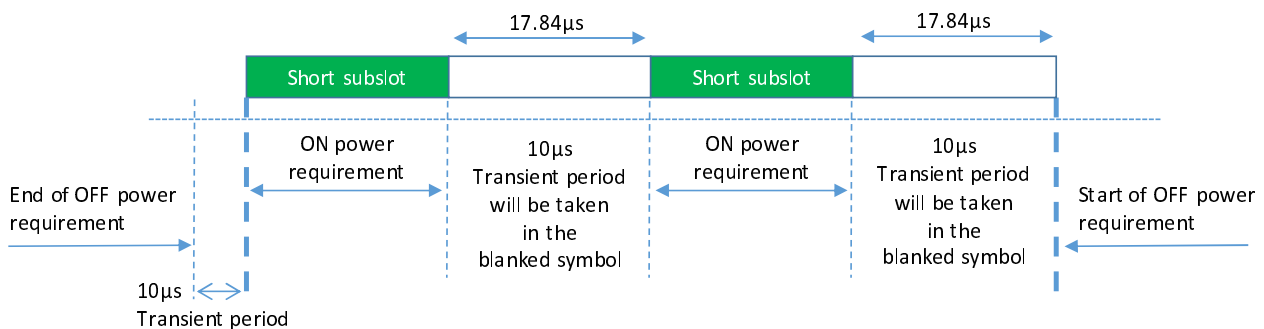 17.84µs
17.84µs
Short subslot
Short subslot
ON power
requirement
10µs
Transient period
will be taken
in the
blanked symbol
ON power
requirement
10µs
Transient period
will be taken
in the
blanked symbol
End of OFF power
requirement
Start of OFF power
requirement
10µs
Transient period